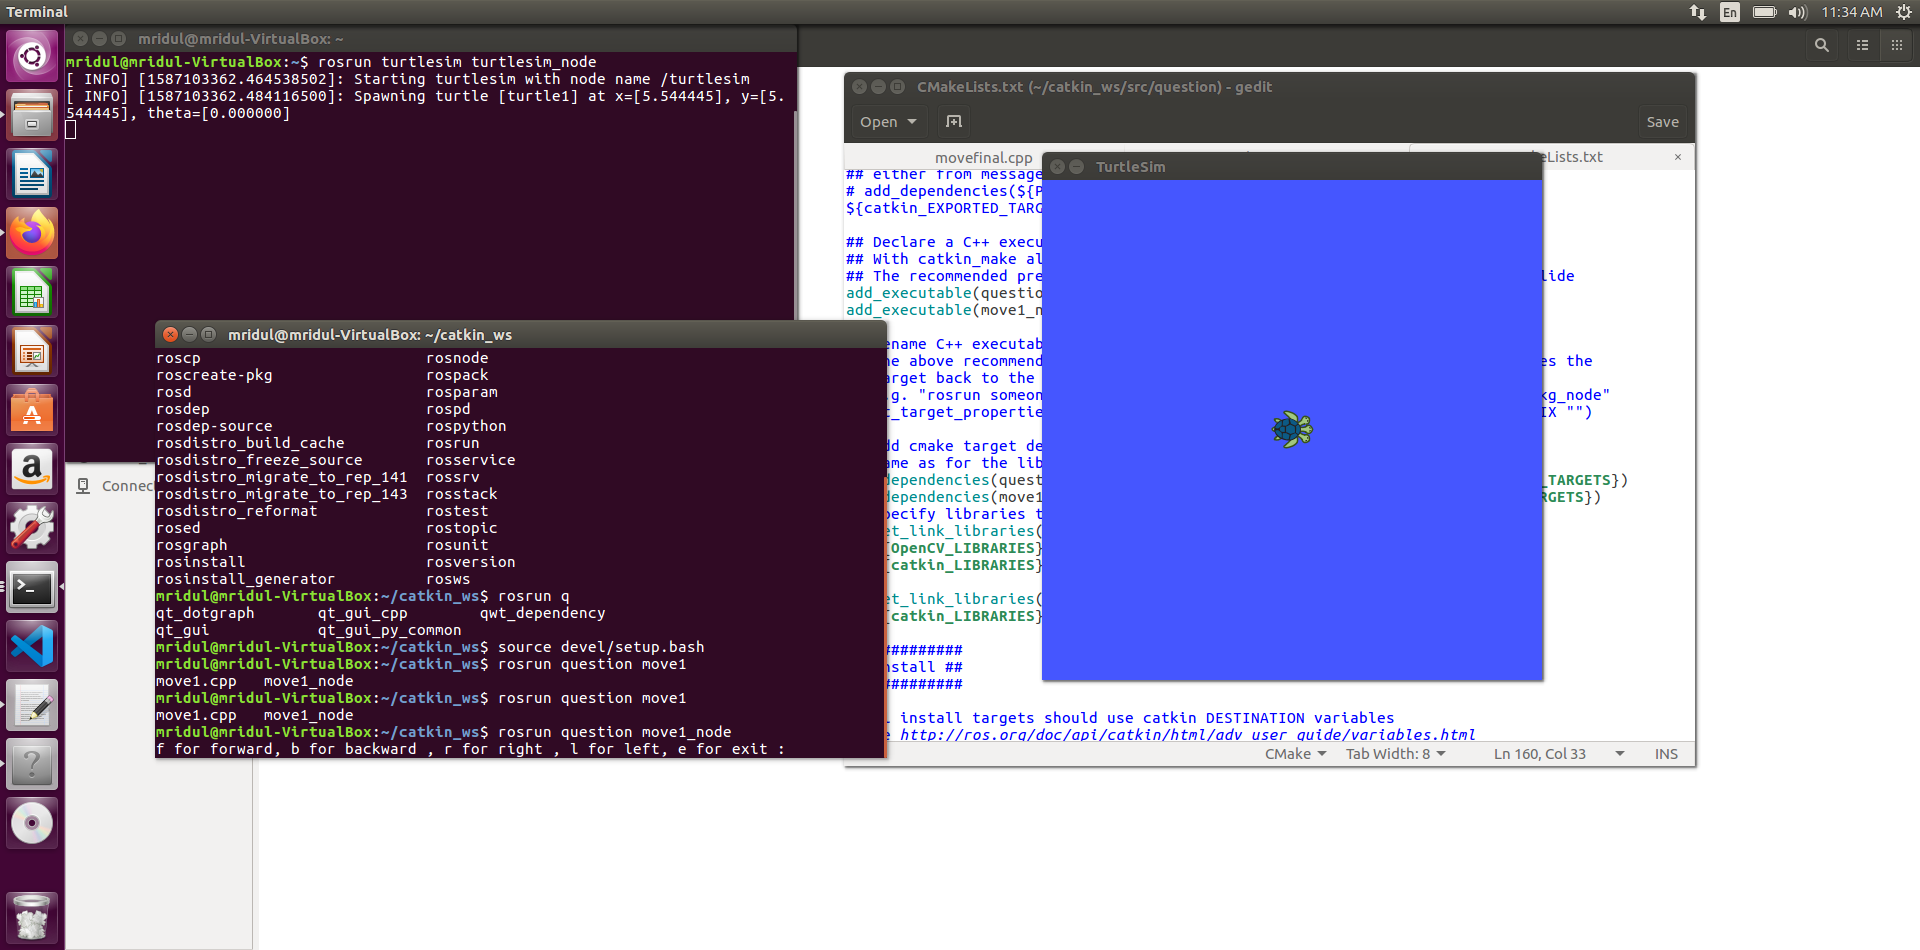 Terminal
En
11:34 AM
mridul@mridul-VirtualBox: ~
mridul@mridul-VirtualBox:~$ rosrun turtlesim turtlesim_node
[ INFO] [1587103362.464538502]: Starting turtlesim with node name /turtlesim
[ INFO] [1587103362.484116500]: Spawning turtle [turtle1] at x=[5.544445], y=[5.
544445], theta=[0.000000]
Connec
mridul@mridul-VirtualBox: ~/catkin_ws
roscp rosnode
roscreate-pkg rospack
rosd rosparam
rosdep rospd
rosdep-source rospython
rosdistro_build_cache rosrun
rosdistro_freeze_source rosservice
rosdistro_migrate_to_rep_141 rossrv
rosdistro_migrate_to_rep_143 rosstack
rosdistro_reformat rostest
rosed rostopic
rosgraph rosunit
rosinstall rosversion
rosinstall_generator rosws
mridul@mridul-VirtualBox:~/catkin_ws$ rosrun q
qt_dotgraph qt_gui_cpp qwt_dependency
qt_gui qt_gui_py_common
mridul@mridul-VirtualBox:~/catkin_ws$ source devel/setup.bash
mridul@mridul-VirtualBox:~/catkin_ws$ rosrun question move1
move1.cpp move1_node
mridul@mridul-VirtualBox:~/catkin_ws$ rosrun question move1
move1.cpp move1_node
mridul@mridul-VirtualBox:~/catkin_ws$ rosrun question move1_node
f for forward, b for backward , r for right , l for left, e for exit :
CMakeLists.txt (~/catkin_ws/src/question) - gedit
Open
Save
movefinal.cpp
eLists.txt
## either from message
# add_dependencies(${P
${catkin_EXPORTED_TARG
## Declare a C++ execu
## With catkin_make al
## The recommended pre lide
add_executable(questio
add_executable(move1_n
ename C++ executab
he above recommend es the
arget back to the
.g. "rosrun someon kg_node"
t_target_propertie IX "")
dd cmake target de
ame as for the lib
dependencies(quest _TARGETS})
dependencies(move1 RGETS})
pecify libraries t
et_link_libraries(
OpenCV_LIBRARIES}
catkin_LIBRARIES}
et_link_libraries(
catkin_LIBRARIES}
#########
nstall ##
#########
l install targets should use catkin DESTINATION variables
e http://ros.org/doc/api/catkin/html/adv_user_guide/variables.html
CMake
Tab Width: 8
Ln 160, Col 33
INS
TurtleSim